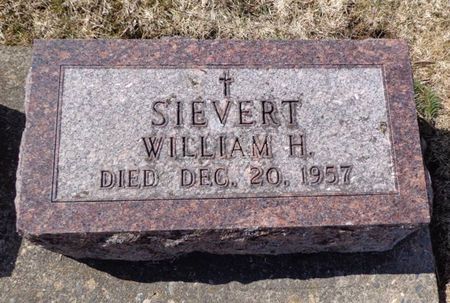 SIEVERT
WILLIAM H.
DIED DEC. 20, 1957